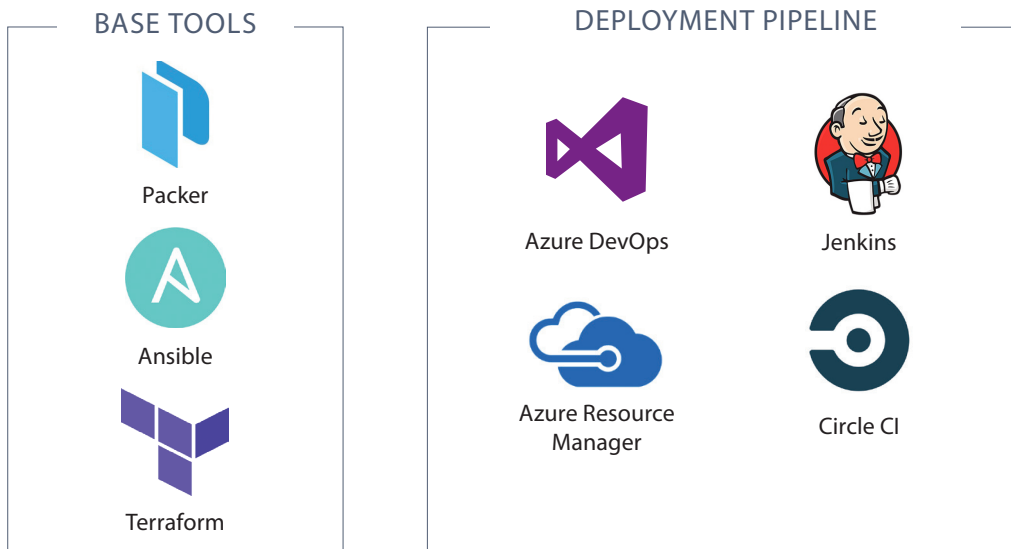 BASE TOOLS
Packer
Ansible
Terraform
DEPLOYMENT PIPELINE
Azure DevOps
Jenkins
Azure Resource
Manager
Circle CI